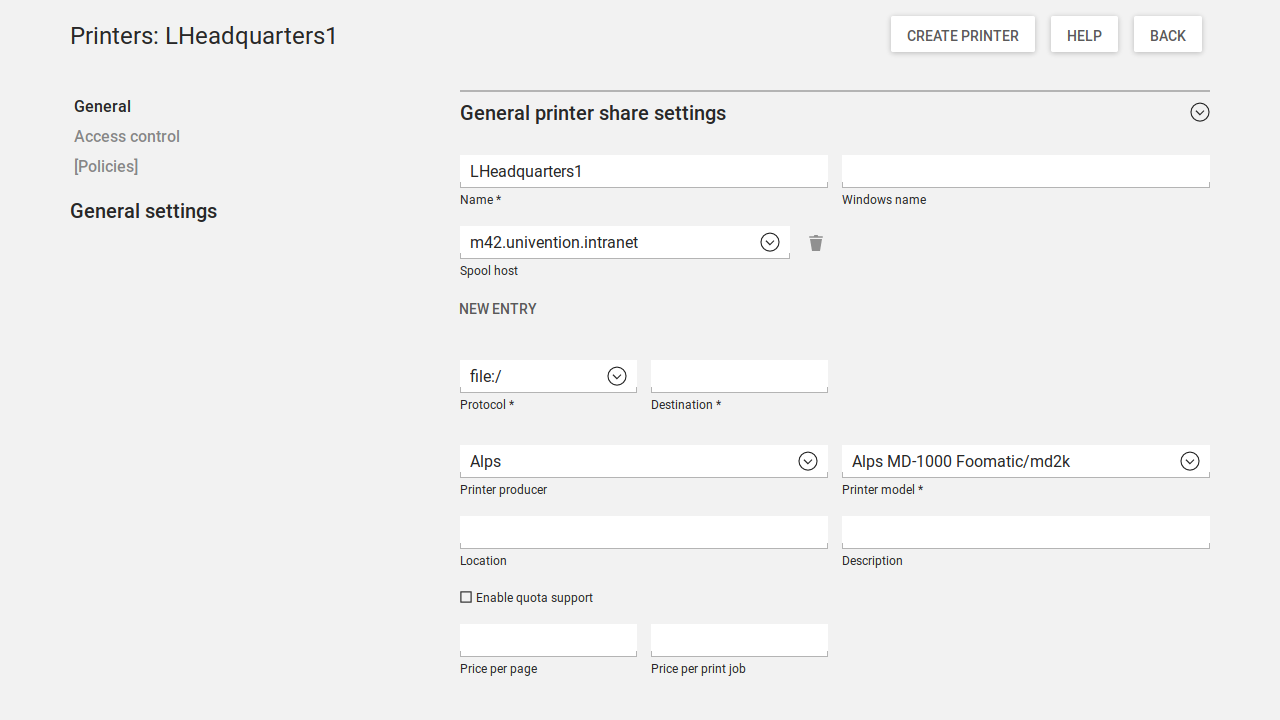 Printers: LHeadquarters1
CREATE PRINTER
HELP
BACK
General
Access control
[Policies]
General settings
General printer share settings
LHeadquarters1
Name *
Windows name
m42.univention.intranet
Spool host
NEW ENTRY
file:/
Protocol *
Destination *
Alps
Alps MD-1000 Foomatic/md2k
Printer producer
Printer model *
Location
Description
Enable quota support
Price per page
Price per print job